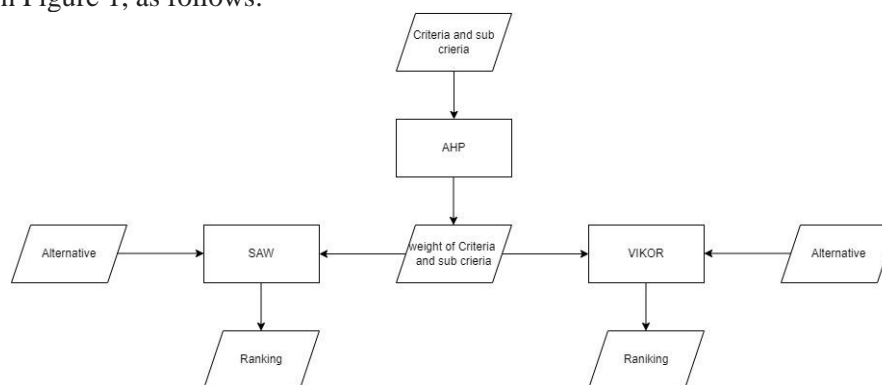 n Figure 1, as follows:
Criteria and sub
crieria
AHP
Alternative
SAW
weight of Criteria
and sub crieria
VIKOR
Alternative
Ranking
Raniking